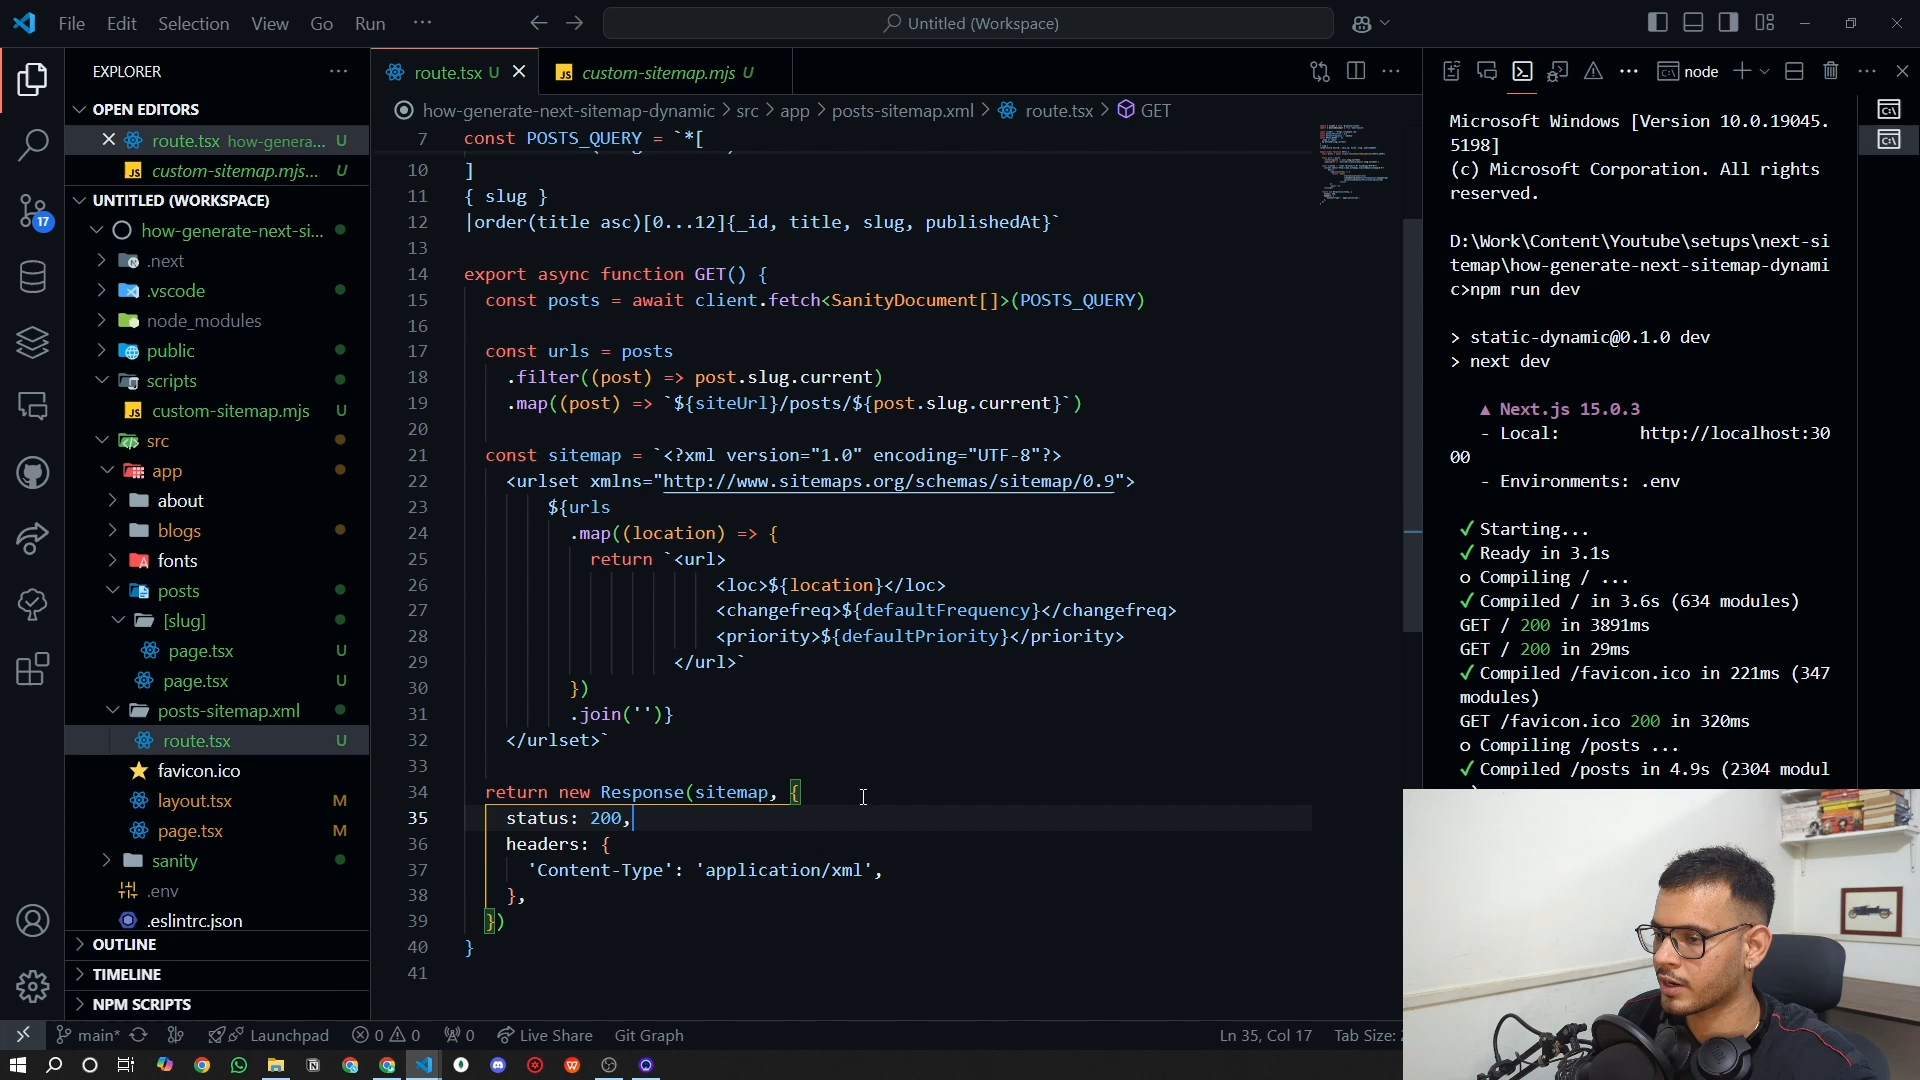 File Edit Selection View Go Run ···
Untitled (Workspace)
EXPLORER
OPEN EDITORS
route.tsx how-genera... U
custom-sitemap.mjs... U
UNTITLED (WORKSPACE)
how-generate-next-si...
.next
.vscode
node_modules
public
scripts
custom-sitemap.mjs U
src
app
about
blogs
fonts
posts
[slug]
page.tsx U
page.tsx U
posts-sitemap.xml
route.tsx U
favicon.ico
layout.tsx M
page.tsx M
sanity
.env
.eslintrc.json
OUTLINE
TIMELINE
NPM SCRIPTS
17
route.tsx U
custom-sitemap.mjs U
how-generate-next-sitemap-dynamic > src > app > posts-sitemap.xml > route.tsx > GET
7 const POSTS_QUERY = `*[
10 ]
11 { slug }
12 |order(title asc)[0...12]{_id, title, slug, publishedAt}`
13
14 export async function GET() {
15 const posts = await client.fetch<SanityDocument[]>(POSTS_QUERY)
16
17 const urls = posts
18 .filter((post) => post.slug.current)
19 .map((post) => `${siteUrl}/posts/${post.slug.current}`)
20
21 const sitemap = `<?xml version="1.0" encoding="UTF-8"?>
22 <urlset xmlns="http://www.sitemaps.org/schemas/sitemap/0.9">
23 ${urls
24 .map((location) => {
25 return `<url>
26 <loc>${location}</loc>
27 <changefreq>${defaultFrequency}</changefreq>
28 <priority>${defaultPriority}</priority>
29 </url>`
30 })
31 .join('')}
32 </urlset>`
33
34 return new Response(sitemap, {
35 status: 200,
36 headers: {
37 'Content-Type': 'application/xml',
38 },
39 })
40 }
41
node
Microsoft Windows [Version 10.0.19045.
5198]
(c) Microsoft Corporation. All rights
reserved.
D:\Work\Content\Youtube\setups\next-si
temap\how-generate-next-sitemap-dynami
c>npm run dev
> static-dynamic@0.1.0 dev
> next dev
▲ Next.js 15.0.3
- Local: http://localhost:30
00
- Environments: .env
✓ Starting...
✓ Ready in 3.1s
o Compiling / ...
✓ Compiled / in 3.6s (634 modules)
GET / 200 in 3891ms
GET / 200 in 29ms
✓ Compiled /favicon.ico in 221ms (347
modules)
GET /favicon.ico 200 in 320ms
o Compiling /posts ...
✓ Compiled /posts in 4.9s (2304 modul
main* Launchpad 0 0 0 Live Share Git Graph
Ln 35, Col 17 Tab Size: